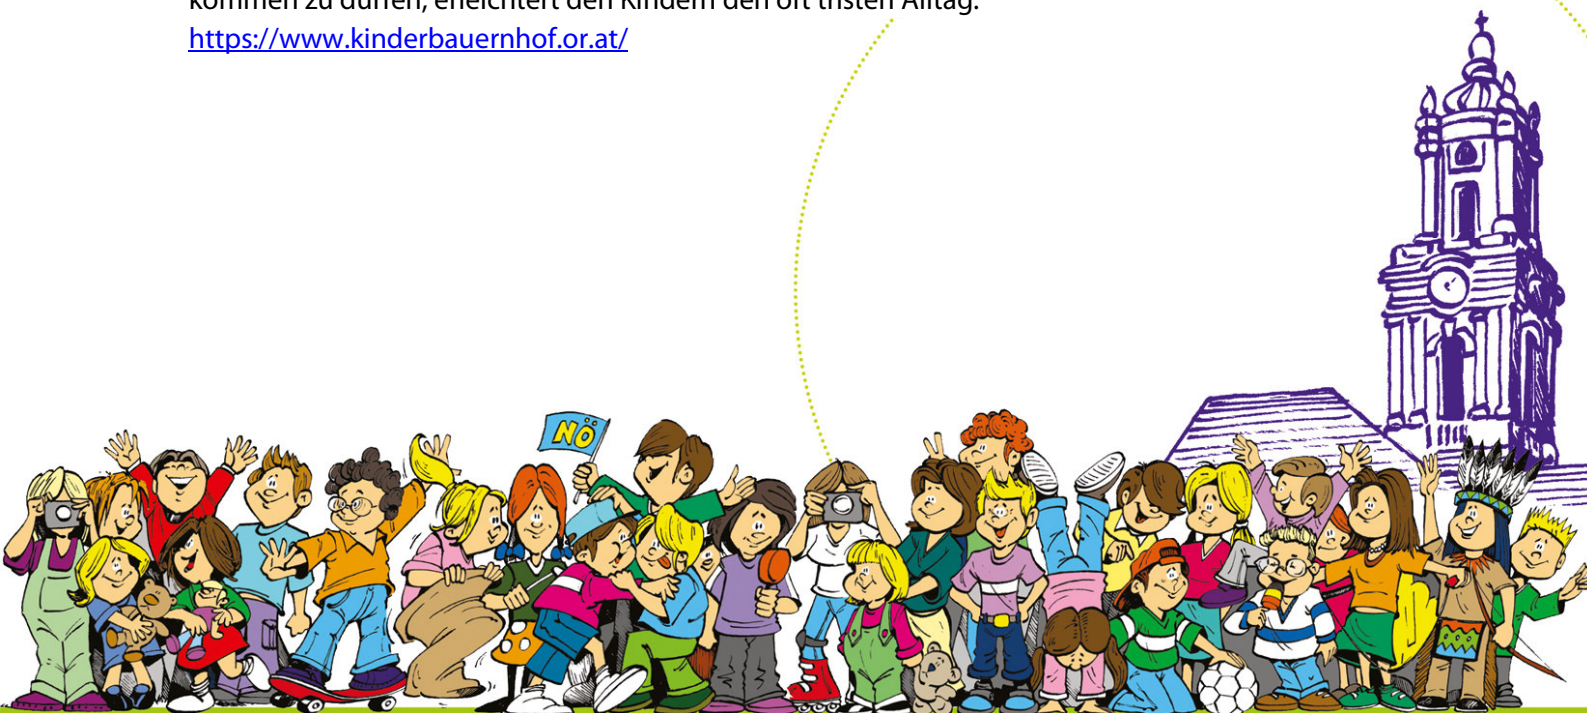 kommen zu dürfen, erleichtert den Kindern den oft tristen Alltag.
https://www.kinderbauernhof.or.at/
NÖ